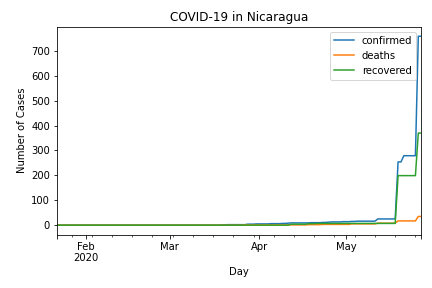 COVID-19 in Nicaragua
confirmed
deaths
recovered
Number of Cases
700
600
500
400
300
200
100
0
Feb
2020
Mar
Apr
May
Day